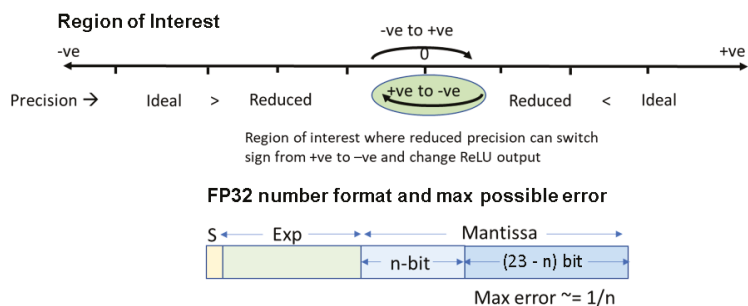 Region of Interest
-ve to +ve
-ve
0
+ve
+ve to -ve
Precision → Ideal > Reduced Reduced < Ideal
Region of interest where reduced precision can switch
sign from +ve to –ve and change ReLU output
FP32 number format and max possible error
S Exp Mantissa
n-bit (23 - n) bit
Max error ~= 1/n